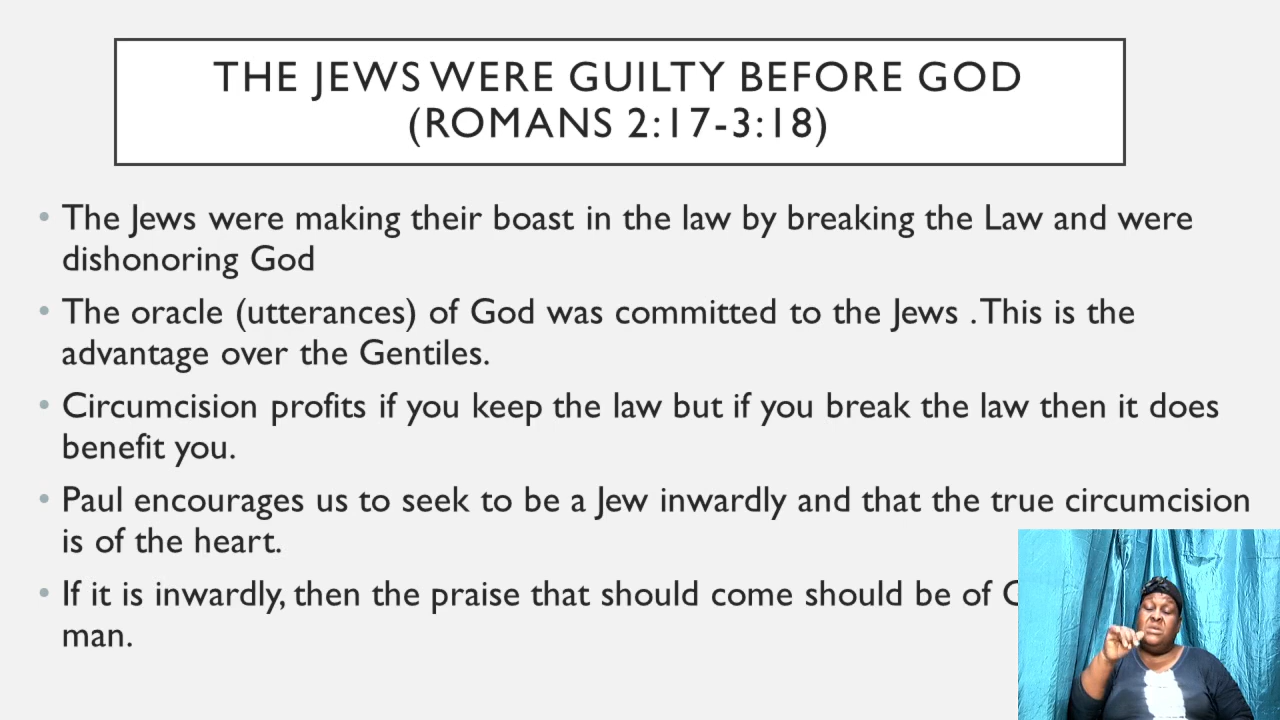 THE JEWS WERE GUILTY BEFORE GOD
(ROMANS 2:17-3:18)
• The Jews were making their boast in the law by breaking the Law and were
dishonoring God
• The oracle (utterances) of God was committed to the Jews . This is the
advantage over the Gentiles.
• Circumcision profits if you keep the law but if you break the law then it does
benefit you.
• Paul encourages us to seek to be a Jew inwardly and that the true circumcision
is of the heart.
• If it is inwardly, then the praise that should come should be of
man.